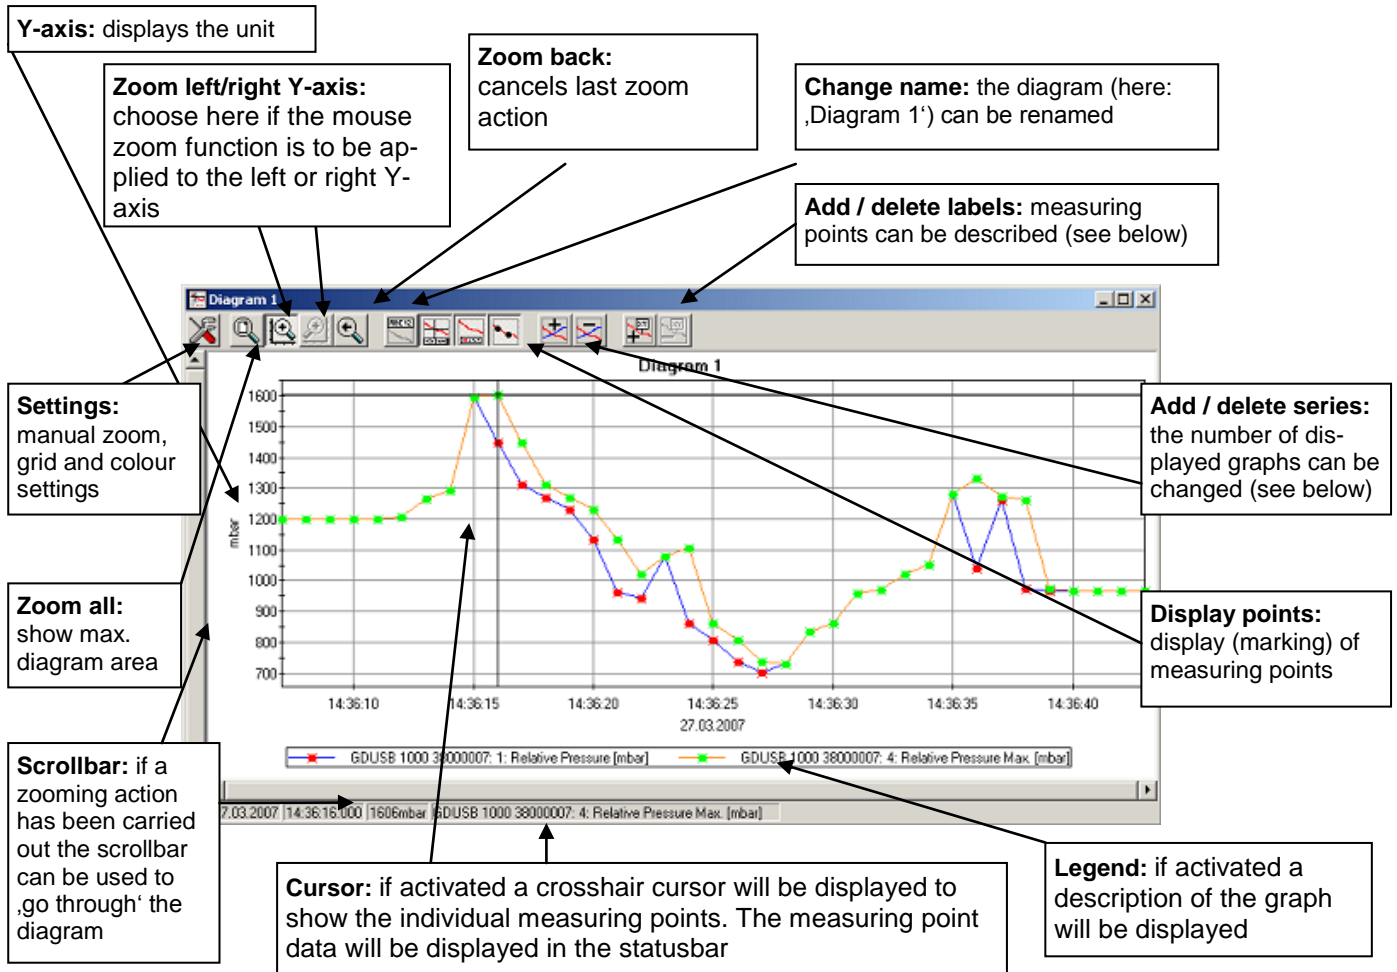 Y-axis: displays the unit
Zoom left/right Y-axis:
choose here if the mouse
zoom function is to be ap-
plied to the left or right Y-
axis
Zoom back:
cancels last zoom
action
Change name: the diagram (here:
‚Diagram 1‘) can be renamed
Add / delete labels: measuring
points can be described (see below)
Diagram 1
Diagram 1
Settings:
manual zoom,
grid and colour
settings
Zoom all:
show max.
diagram area
Scrollbar: if a
zooming action
has been carried
out the scrollbar
can be used to
‚go through‘ the
diagram
mbar
1600
1500
1400
1300
1200
1100
1000
900
800
700
14:36:10
14:36:15
14:36:20
14:36:25
14:36:30
14:36:35
14:36:40
27.03.2007
GDUSB 1000 38000007: 1: Relative Pressure [mbar]
GDUSB 1000 38000007: 4: Relative Pressure Max. [mbar]
7.03.2007 14:36:16.000 1606mbar GDUSB 1000 38000007: 4: Relative Pressure Max. [mbar]
Add / delete series:
the number of dis-
played graphs can be
changed (see below)
Display points:
display (marking) of
measuring points
Cursor: if activated a crosshair cursor will be displayed to
show the individual measuring points. The measuring point
data will be displayed in the statusbar
Legend: if activated a
description of the graph
will be displayed